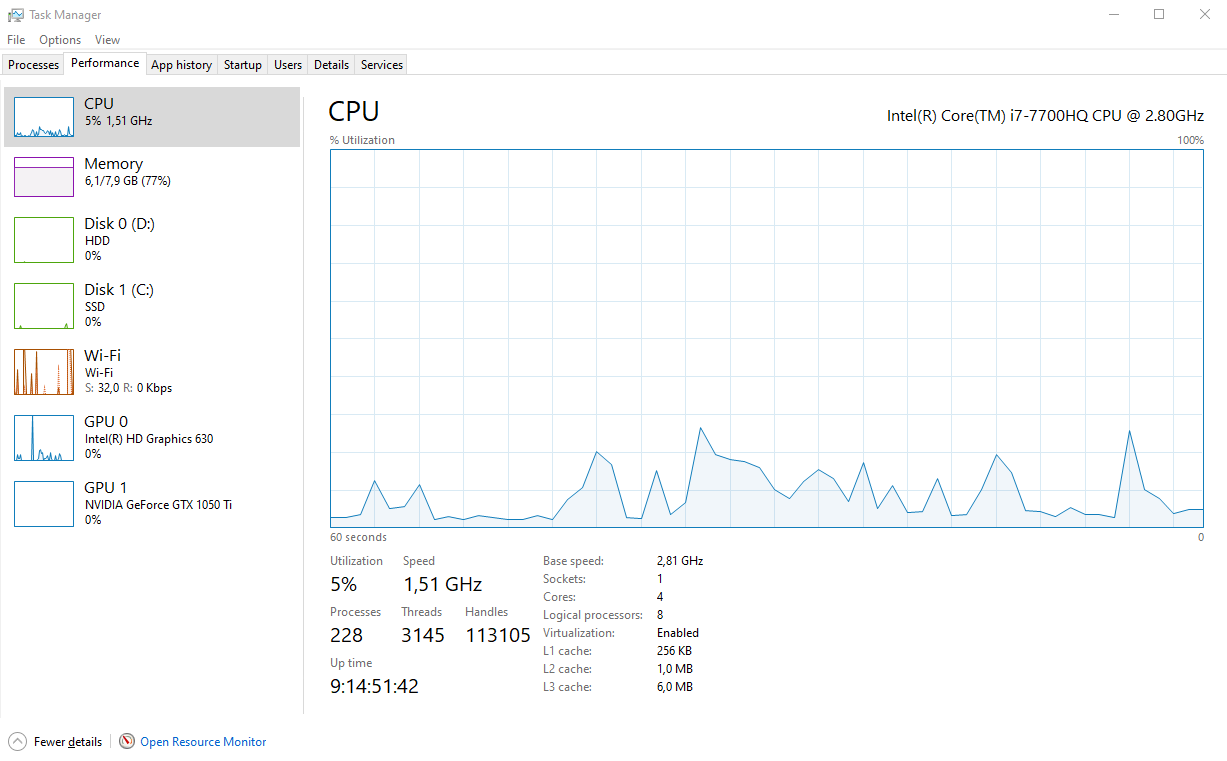 Task Manager
File Options View
Processes Performance App history Startup Users Details Services
CPU
5% 1,51 GHz
Memory
6,1/7,9 GB (77%)
Disk 0 (D:)
HDD
0%
Disk 1 (C:)
SSD
0%
Wi-Fi
Wi-Fi
S: 32,0 R: 0 Kbps
GPU 0
Intel(R) HD Graphics 630
0%
GPU 1
NVIDIA GeForce GTX 1050 Ti
0%
CPU
Intel(R) Core(TM) i7-7700HQ CPU @ 2.80GHz
% Utilization 100%
60 seconds 0
Utilization Speed
5% 1,51 GHz
Processes Threads Handles
228 3145 113105
Up time
9:14:51:42
Base speed: 2,81 GHz
Sockets: 1
Cores: 4
Logical processors: 8
Virtualization: Enabled
L1 cache: 256 KB
L2 cache: 1,0 MB
L3 cache: 6,0 MB
Fewer details Open Resource Monitor